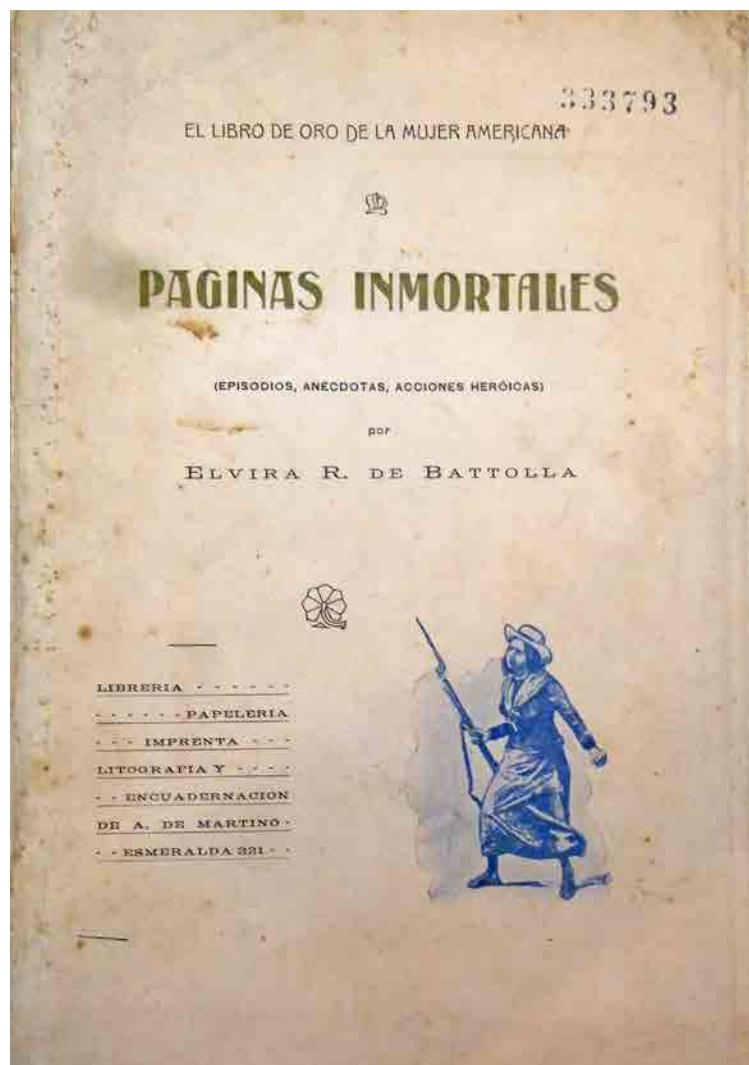 333793
EL LIBRO DE ORO DE LA MUJER AMERICANA
PAGINAS INMORTALES
(EPISODIOS, ANECDOTAS, ACCIONES HERÓICAS)
por
ELVIRA R. DE BATTOLLA
LIBRERIA - - - - - -
- - - - - - PAPELERIA
- - - IMPRENTA - - -
LITOGRAFIA Y - - - -
- - ENCUADERNACION
DE A. DE MARTINO -
- - ESMERALDA 221 - -